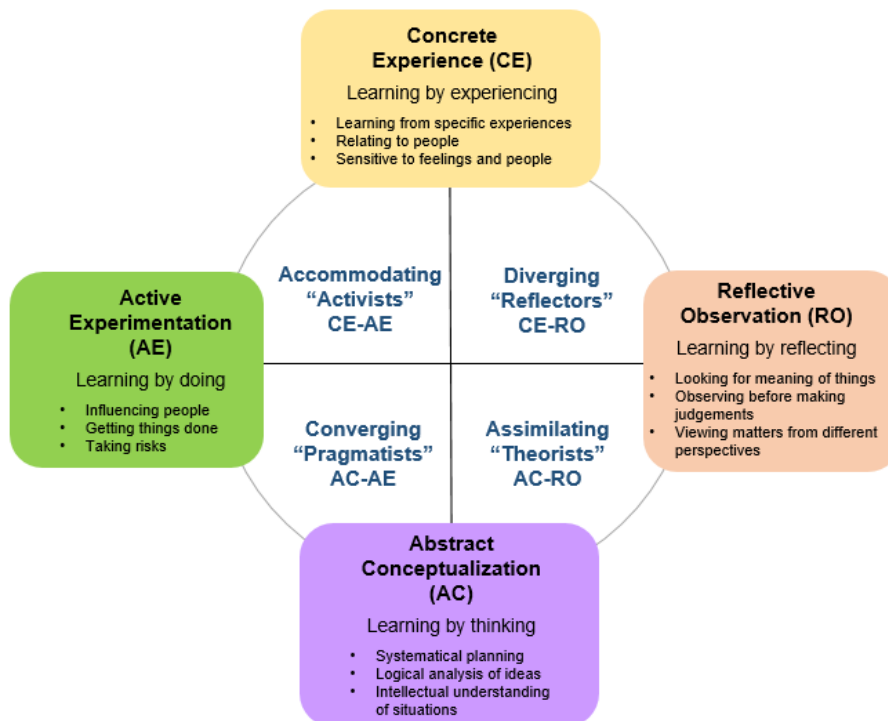 Concrete
Experience (CE)
Learning by experiencing
• Learning from specific experiences
• Relating to people
• Sensitive to feelings and people
Accommodating
“Activists”
CE-AE
Diverging
“Reflectors”
CE-RO
Active
Experimentation
(AE)
Learning by doing
• Influencing people
• Getting things done
• Taking risks
Reflective
Observation (RO)
Learning by reflecting
• Looking for meaning of things
• Observing before making
judgements
• Viewing matters from different
perspectives
Converging
“Pragmatists”
AC-AE
Assimilating
“Theorists”
AC-RO
Abstract
Conceptualization
(AC)
Learning by thinking
• Systematical planning
• Logical analysis of ideas
• Intellectual understanding
of situations